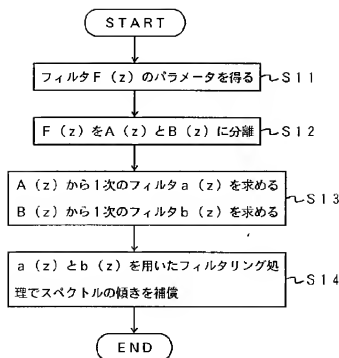 START
フィルタF(z)のパラメータを得る
S11
F(z)をA(z)とB(z)に分離
S12
A(z)から1次のフィルタa(z)を求める
B(z)から1次のフィルタb(z)を求める
S13
a(z)とb(z)を用いたフィルタリング処
理でスペクトルの傾きを補償
S14
END